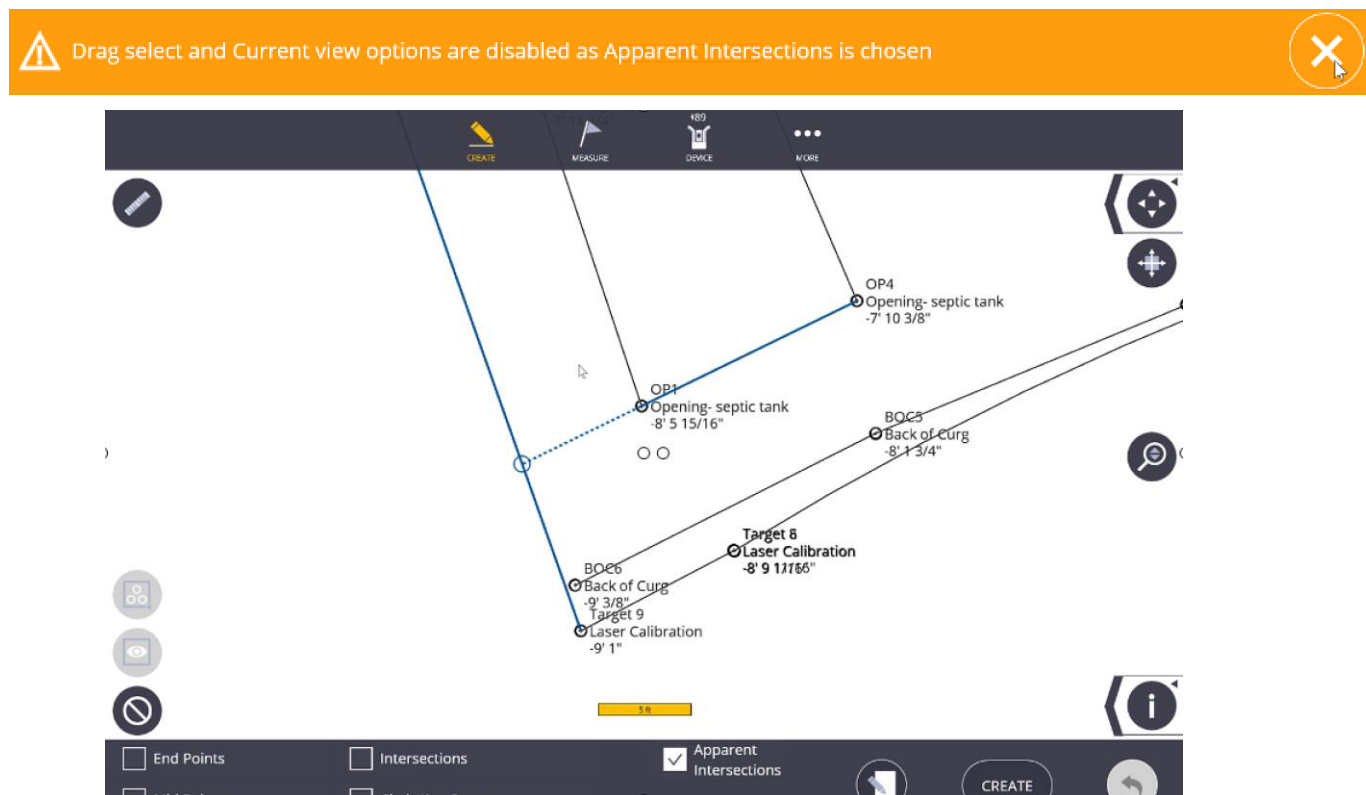 Drag select and Current view options are disabled as Apparent Intersections is chosen
89
CREATE
MEASURE
DEVICE
MORE
OP4
Opening- septic tank
-7' 10 3/8"
OP1
Opening- septic tank
-8' 5 15/16"
BOC5
Back of Curg
-8' 1 3/4"
Target 8
Laser Calibration
-8' 9
BOC6
Back of Curg
-9' 3/8"
Target 9
Laser Calibration
-9' 1"
5 ft
i
End Points
Intersections
Apparent
Intersections
CREATE